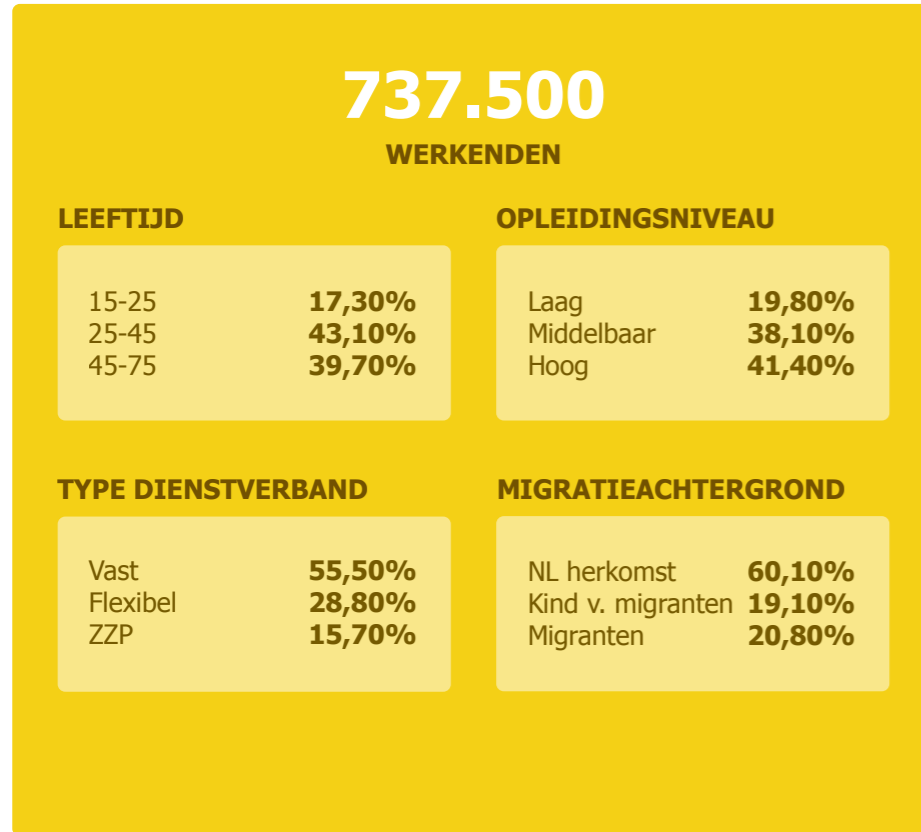 737.500
WERKENDEN
LEEFTIJD
15-25 17,30%
25-45 43,10%
45-75 39,70%
OPLEIDINGSNIVEAU
Laag 19,80%
Middelbaar 38,10%
Hoog 41,40%
TYPE DIENSTVERBAND
Vast 55,50%
Flexibel 28,80%
ZZP 15,70%
MIGRATIEACHTERGROND
NL herkomst 60,10%
Kind v. migranten 19,10%
Migranten 20,80%